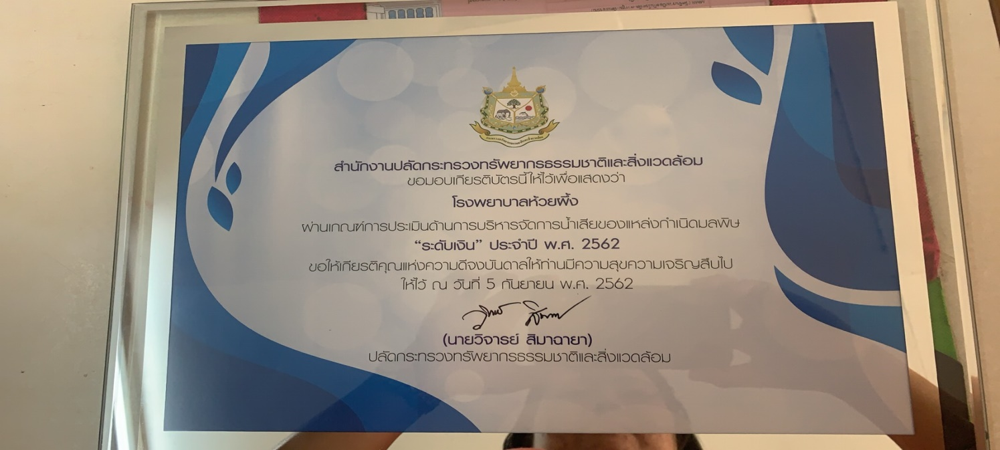 สำนักงานปลัดกระทรวงทรัพยากรธรรมชาติและสิ่งแวดล้อม
ขอมอบเกียรติบัตรนี้ให้ไว้เพื่อแสดงว่า
โรงพยาบาลห้วยผึ้ง
ผ่านเกณฑ์การประเมินด้านการบริหารจัดการน้ำเสียของแหล่งกำเนิดมลพิษ
“ระดับเงิน” ประจำปี พ.ศ. 2562
ขอให้เกียรติคุณแห่งความดีจงบันดาลให้ท่านมีความสุขความเจริญสืบไป
ให้ไว้ ณ วันที่ 5 กันยายน พ.ศ. 2562
(นายวิจารย์ สิมาฉายา)
ปลัดกระทรวงทรัพยากรธรรมชาติและสิ่งแวดล้อม